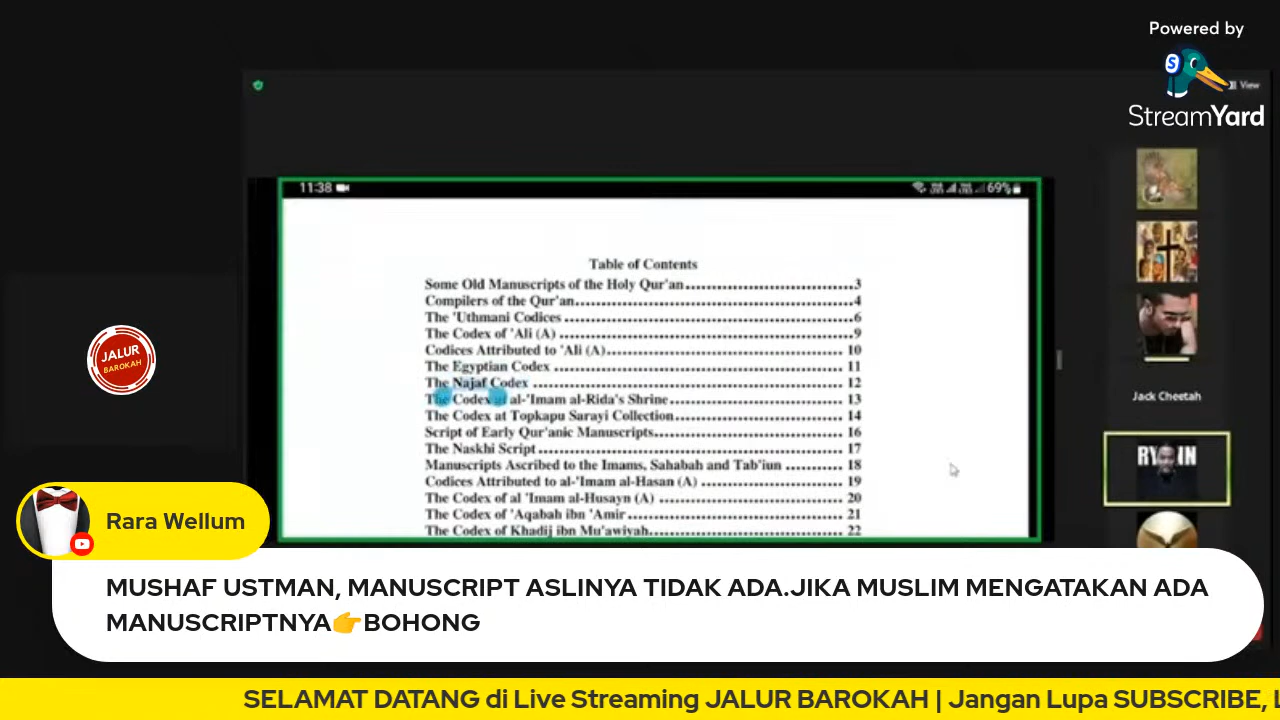 Powered by
StreamYard
View
11:38
69%
Table of Contents
Some Old Manuscripts of the Holy Qur'an..................................3
Compilers of the Qur'an........................................................4
The 'Uthmani Codices ..........................................................6
The Codex of 'Ali (A) ..........................................................9
Codices Attributed to 'Ali (A)................................................ 10
The Egyptian Codex .......................................................... 11
The Najaf Codex .............................................................. 12
The Codex at al-'Imam al-Rida's Shrine .................................. 13
The Codex at Topkapu Sarayi Collection.................................. 14
Script of Early Qur'anic Manuscripts...................................... 16
The Naskhi Script.............................................................. 17
Manuscripts Ascribed to the Imams, Sahabah and Tab'iun ............ 18
Codices Attributed to al-'Imam al-Hasan (A) ............................ 19
The Codex of al 'Imam al-Husayn (A) .................................... 20
The Codex of 'Aqabah ibn 'Amir............................................ 21
The Codex of Khadij ibn Mu'awiyah........................................ 22
Jack Cheetah
JALUR
BAROKAH
Rara Wellum
MUSHAF USTMAN, MANUSCRIPT ASLINYA TIDAK ADA.JIKA MUSLIM MENGATAKAN ADA
MANUSCRIPTNYA👉BOHONG
SELAMAT DATANG di Live Streaming JALUR BAROKAH | Jangan Lupa SUBSCRIBE, L